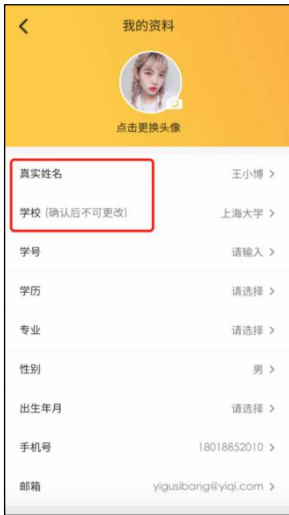 我的资料
点击更换头像
真实姓名 王小博
学校 (确认后不可更改) 上海大学
学号 请输入
学历 请选择
专业 请选择
性别 男
出生年月 请选择
手机号 18018852010
邮箱 yigusibang@yiqi.com